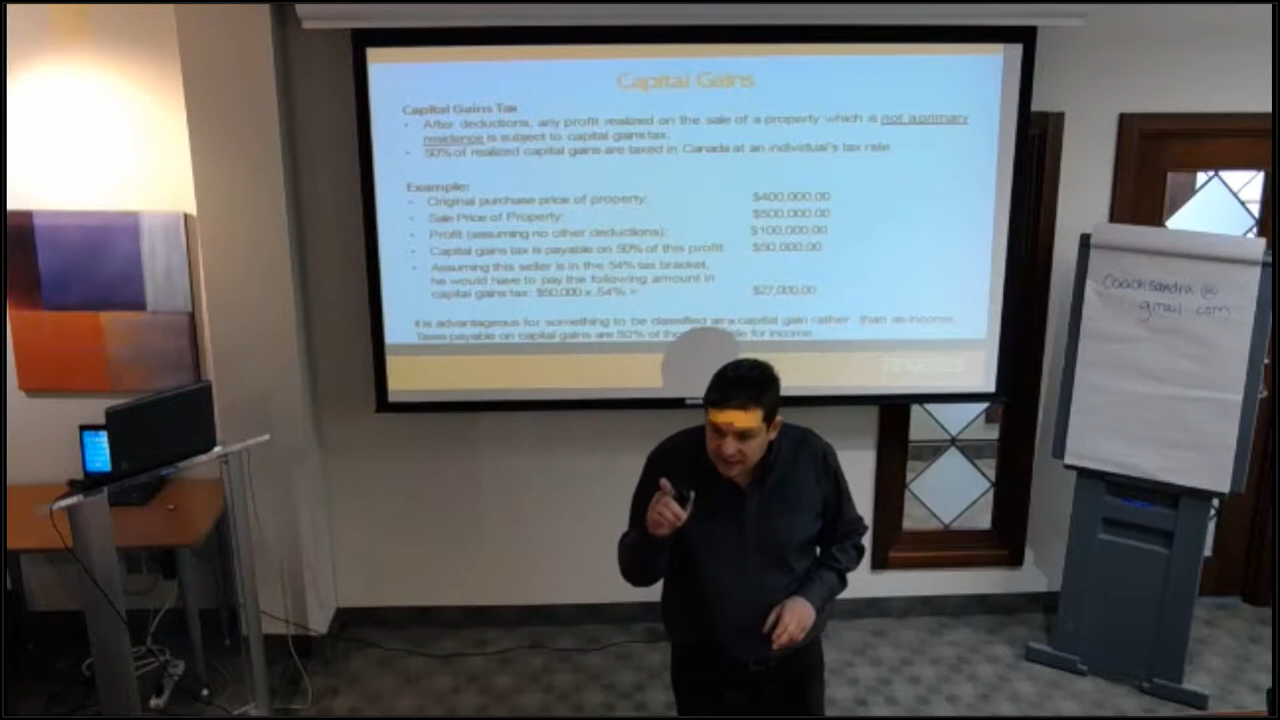 Capital Gains
Capital Gains Tax
• After deductions, any profit realized on the sale of a property which is not a primary
residence is subject to capital gains tax.
• 50% of realized capital gains are taxed in Canada at an individual's tax rate.
Example:
• Original purchase price of property: $400,000.00
• Sale Price of Property: $500,000.00
• Profit (assuming no other deductions): $100,000.00
• Capital gains tax is payable on 50% of this profit: $50,000.00
• Assuming this seller is in the 54% tax bracket,
he would have to pay the following amount in
capital gains tax: $50,000 x .54% = $27,000.00
It is advantageous for something to be classified as a capital gain rather than as income.
Taxes payable on capital gains are 50% of for income.
Coach sandra @
gmail.com